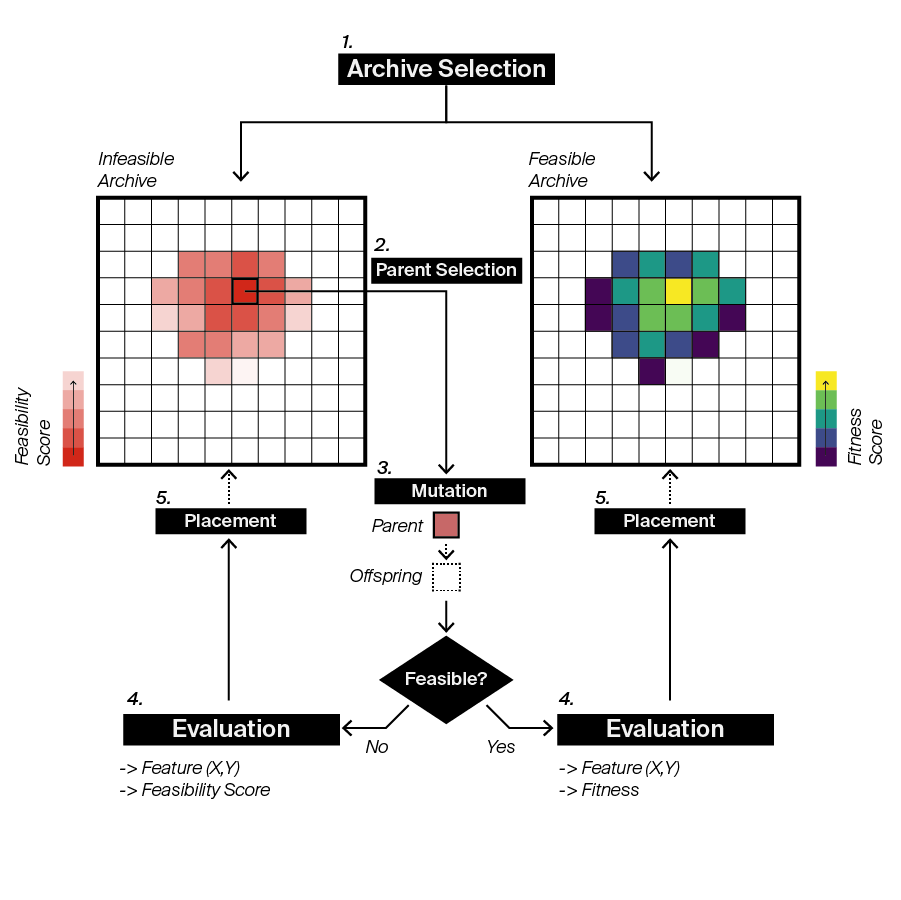 1.
Archive Selection
Infeasible
Archive
Feasible
Archive
2.
Parent Selection
Feasibility
Score
Fitness
Score
3.
Mutation
Parent
Offspring
5.
Placement
5.
Placement
Feasible?
No
Yes
4.
Evaluation
-> Feature (X,Y)
-> Feasibility Score
4.
Evaluation
-> Feature (X,Y)
-> Fitness